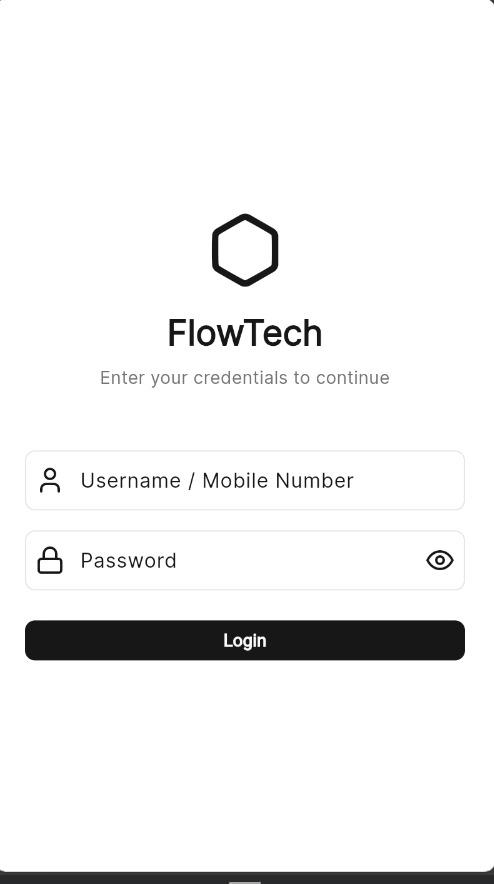 FlowTech
Enter your credentials to continue
Username / Mobile Number
Password
Login